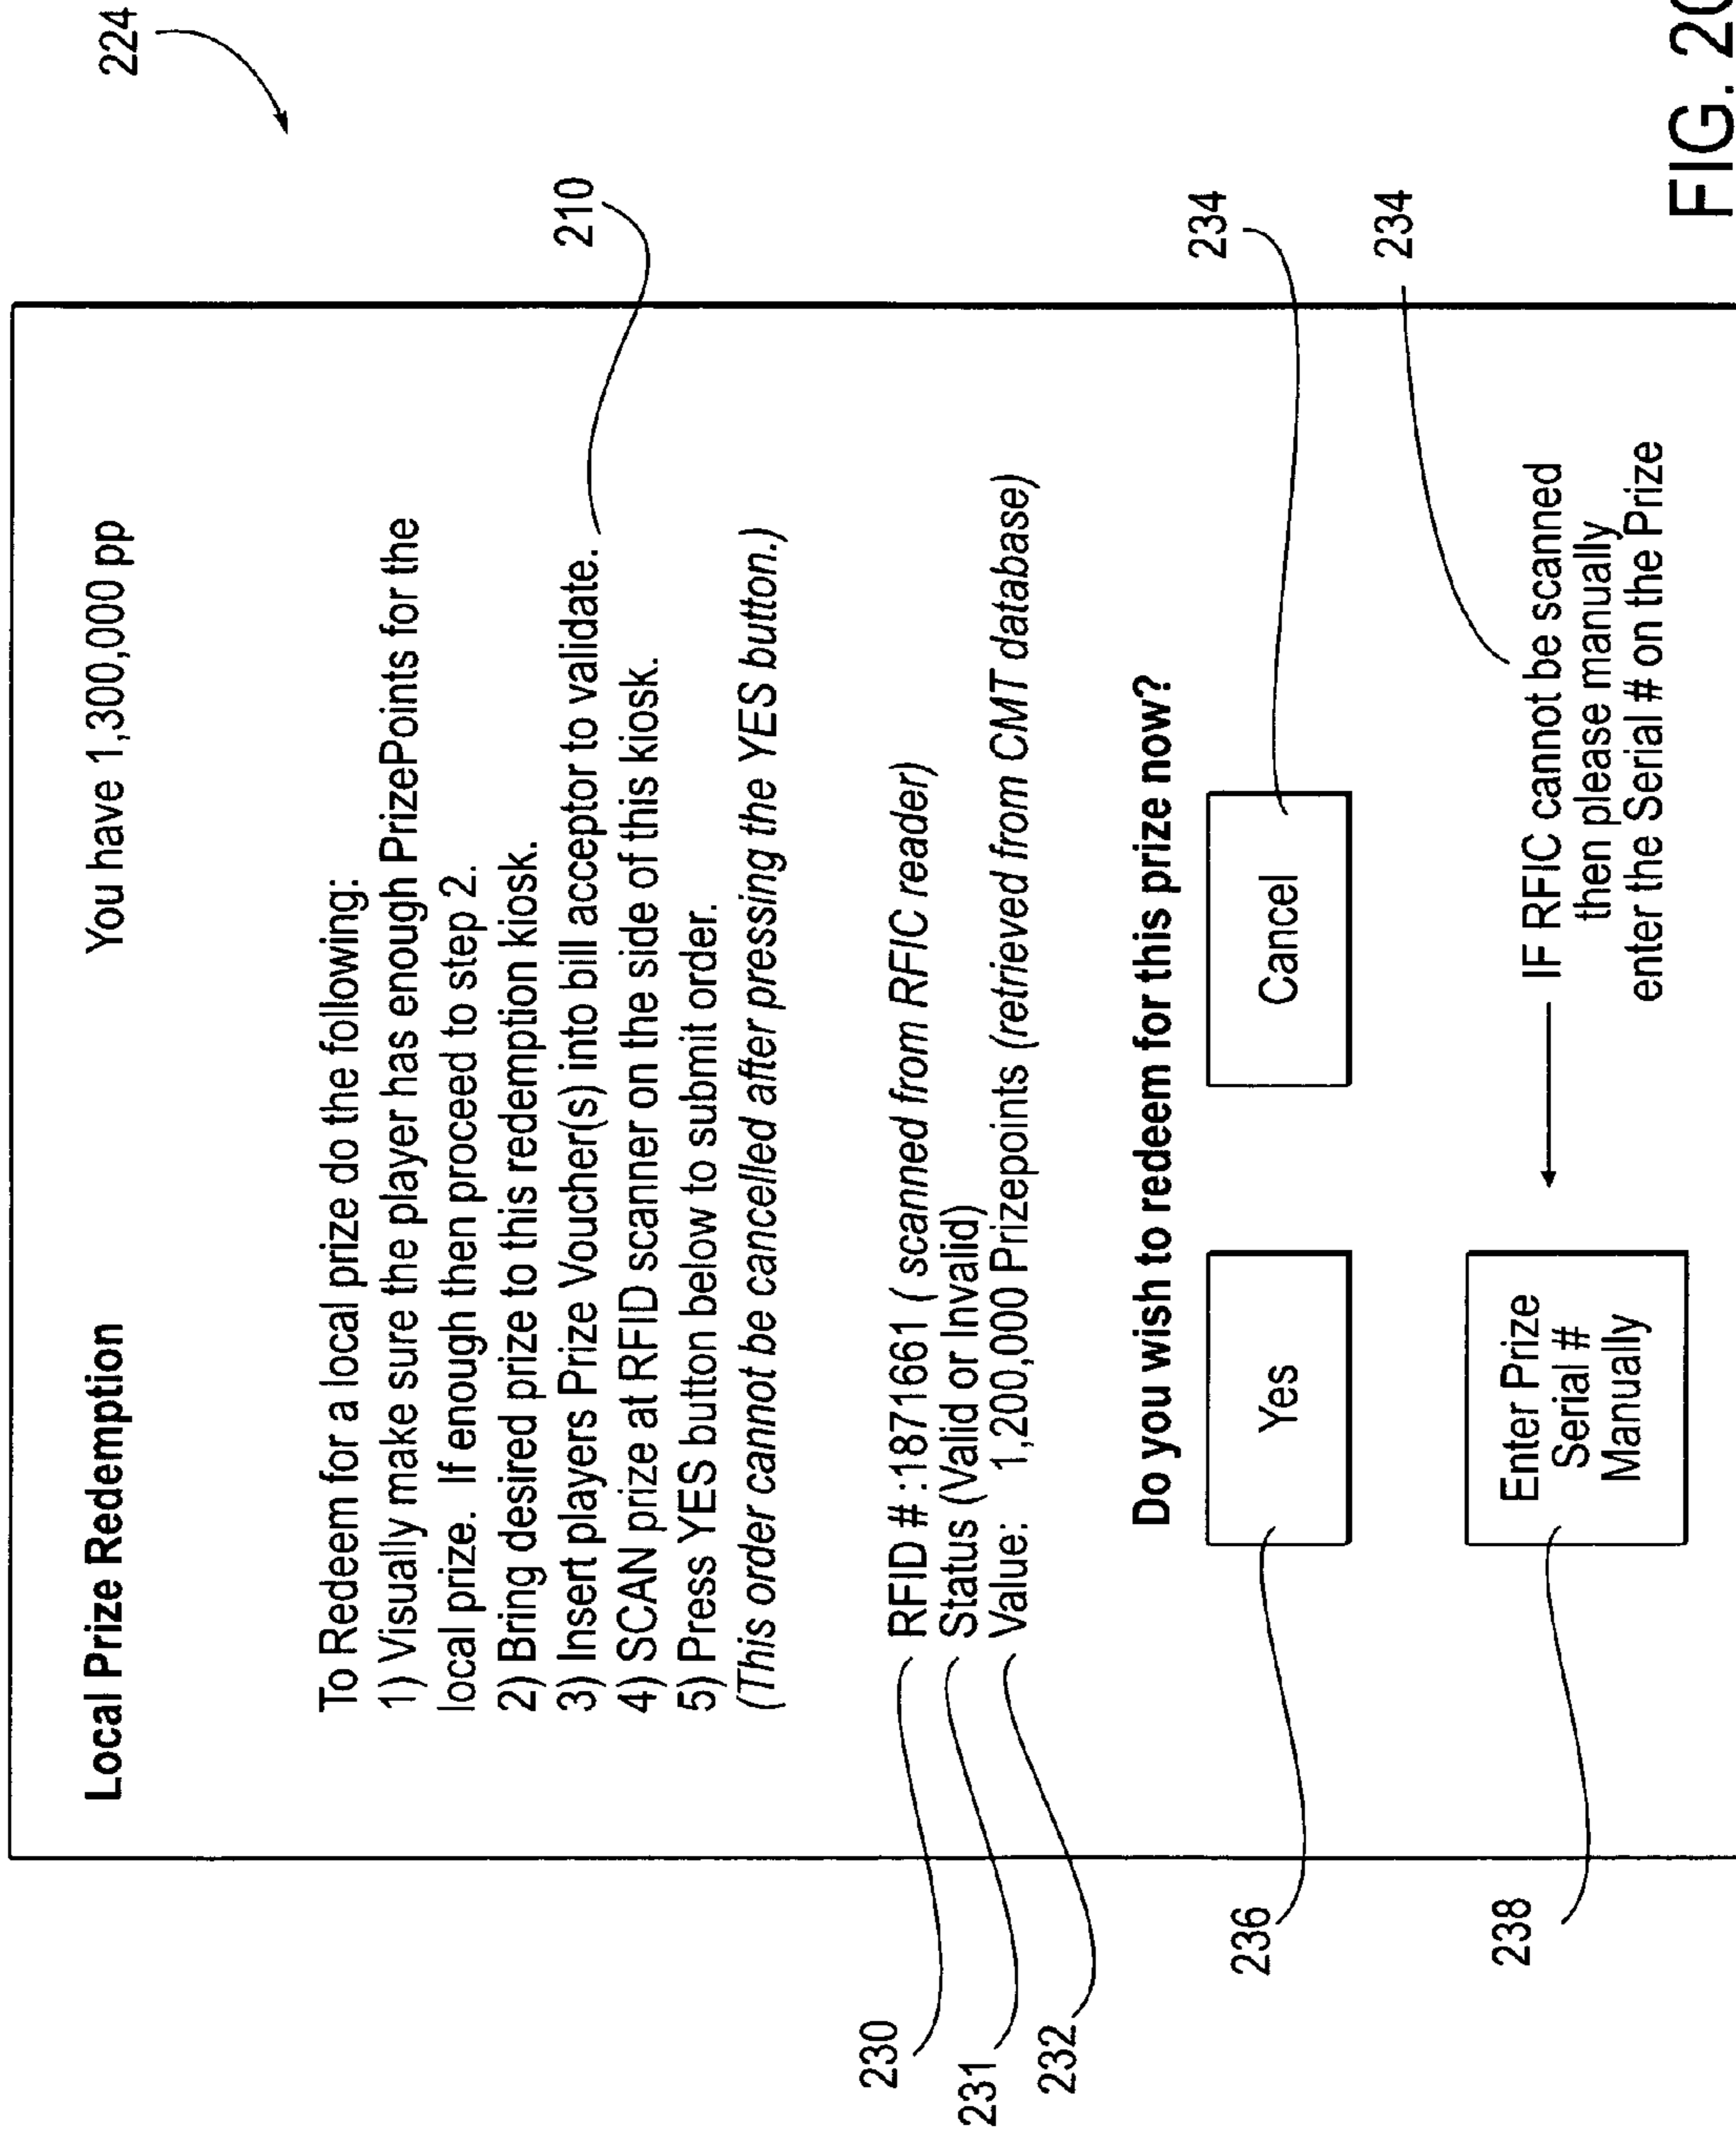 224
Local Prize Redemption
You have 1,300,000 pp
To Redeem for a local prize do the following:
1) Visually make sure the player has enough PrizePoints for the
local prize. If enough then proceed to step 2.
2) Bring desired prize to this redemption kiosk.
3) Insert players Prize Voucher(s) into bill acceptor to validate.
210
4) SCAN prize at RFID scanner on the side of this kiosk.
5) Press YES button below to submit order.
(This order cannot be cancelled after pressing the YES button.)
230
RFID # :1871661 ( scanned from RFIC reader)
231
Status (Valid or Invalid)
232
Value: 1,200,000 Prizepoints (retrieved from CMT database)
Do you wish to redeem for this prize now?
236
Yes
Cancel
234
238
Enter Prize
Serial #
Manually
IF RFIC cannot be scanned
then please manually
enter the Serial # on the Prize
234
FIG.